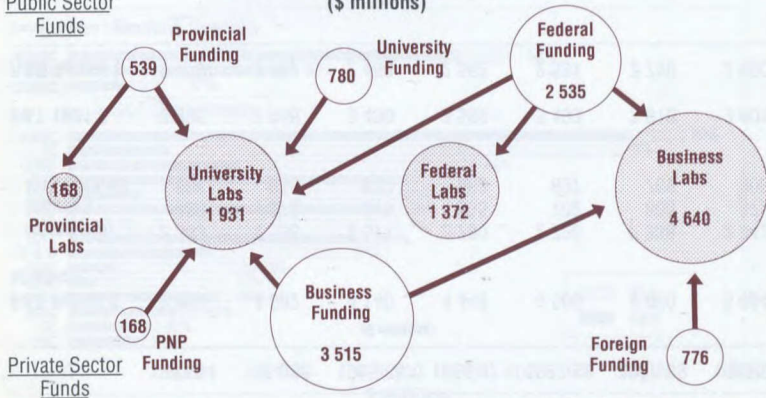 Public Sector
Funds
($ millions)
Provincial
Funding
539
University
Funding
780
Federal
Funding
2 535
168
Provincial
Labs
University
Labs
1 931
Federal
Labs
1 372
Business
Labs
4 640
168
PNP
Funding
Business
Funding
3 515
Foreign
Funding
776
Private Sector
Funds